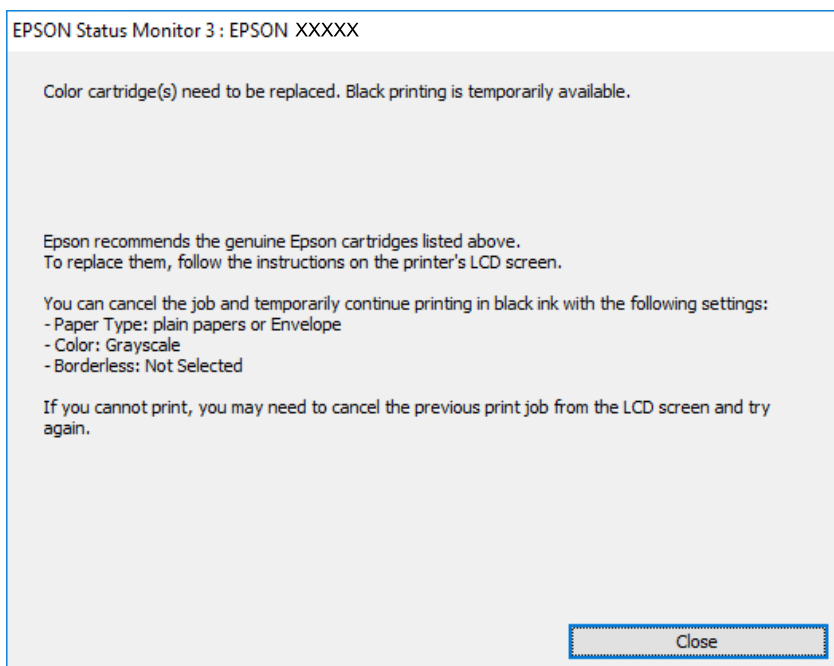 EPSON Status Monitor 3 : EPSON XXXXX
Color cartridge(s) need to be replaced. Black printing is temporarily available.
Epson recommends the genuine Epson cartridges listed above.
To replace them, follow the instructions on the printer's LCD screen.
You can cancel the job and temporarily continue printing in black ink with the following settings:
- Paper Type: plain papers or Envelope
- Color: Grayscale
- Borderless: Not Selected
If you cannot print, you may need to cancel the previous print job from the LCD screen and try
again.
Close